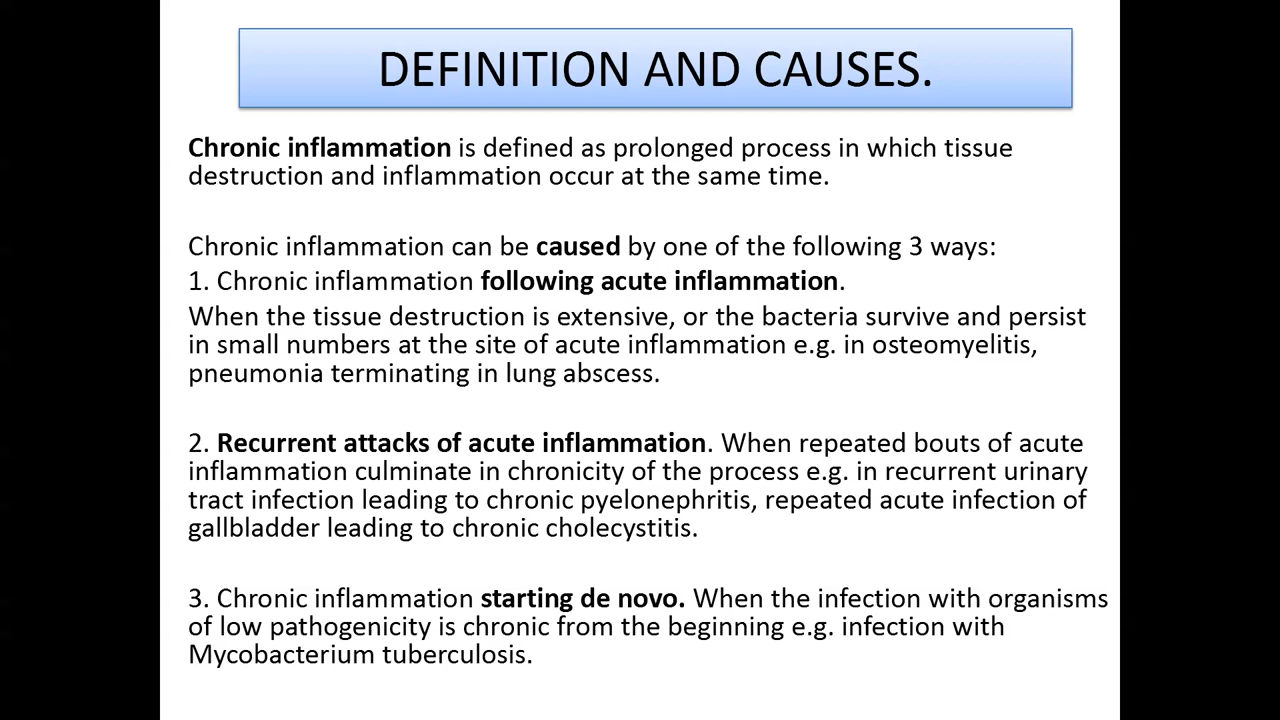 DEFINITION AND CAUSES.
Chronic inflammation is defined as prolonged process in which tissue
destruction and inflammation occur at the same time.
Chronic inflammation can be caused by one of the following 3 ways:
1. Chronic inflammation following acute inflammation.
When the tissue destruction is extensive, or the bacteria survive and persist
in small numbers at the site of acute inflammation e.g. in osteomyelitis,
pneumonia terminating in lung abscess.
2. Recurrent attacks of acute inflammation. When repeated bouts of acute
inflammation culminate in chronicity of the process e.g. in recurrent urinary
tract infection leading to chronic pyelonephritis, repeated acute infection of
gallbladder leading to chronic cholecystitis.
3. Chronic inflammation starting de novo. When the infection with organisms
of low pathogenicity is chronic from the beginning e.g. infection with
Mycobacterium tuberculosis.